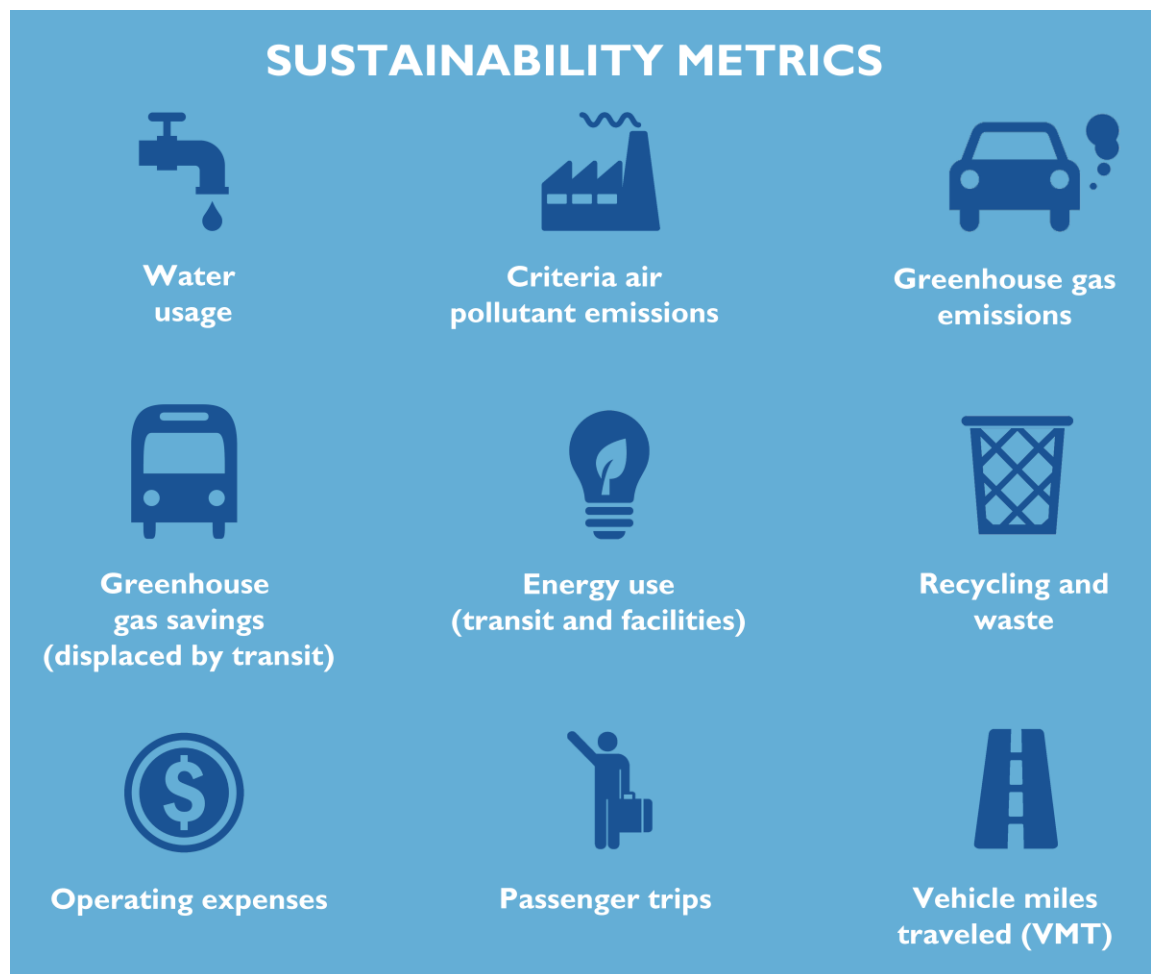 SUSTAINABILITY METRICS
Water
usage
Criteria air
pollutant emissions
Greenhouse gas
emissions
Greenhouse
gas savings
(displaced by transit)
Energy use
(transit and facilities)
Recycling and
waste
$
Operating expenses
Passenger trips
Vehicle miles
traveled (VMT)